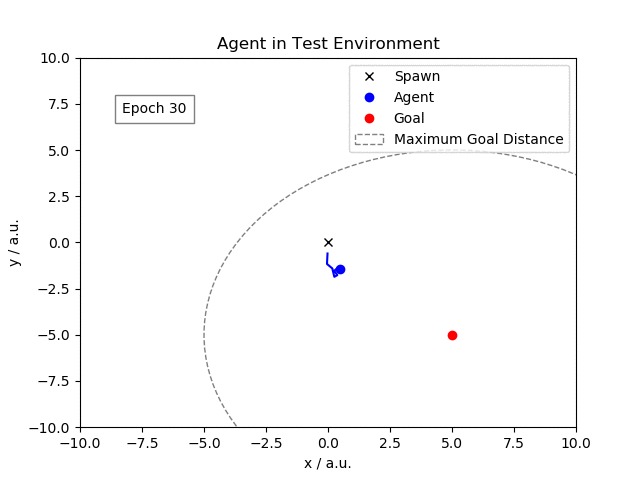 Agent in Test Environment
10.0
7.5
5.0
2.5
0.0
−2.5
−5.0
−7.5
−10.0
y / a.u.
Epoch 30
Spawn
Agent
Goal
Maximum Goal Distance
−10.0 −7.5 −5.0 −2.5 0.0 2.5 5.0 7.5 10.0
x / a.u.